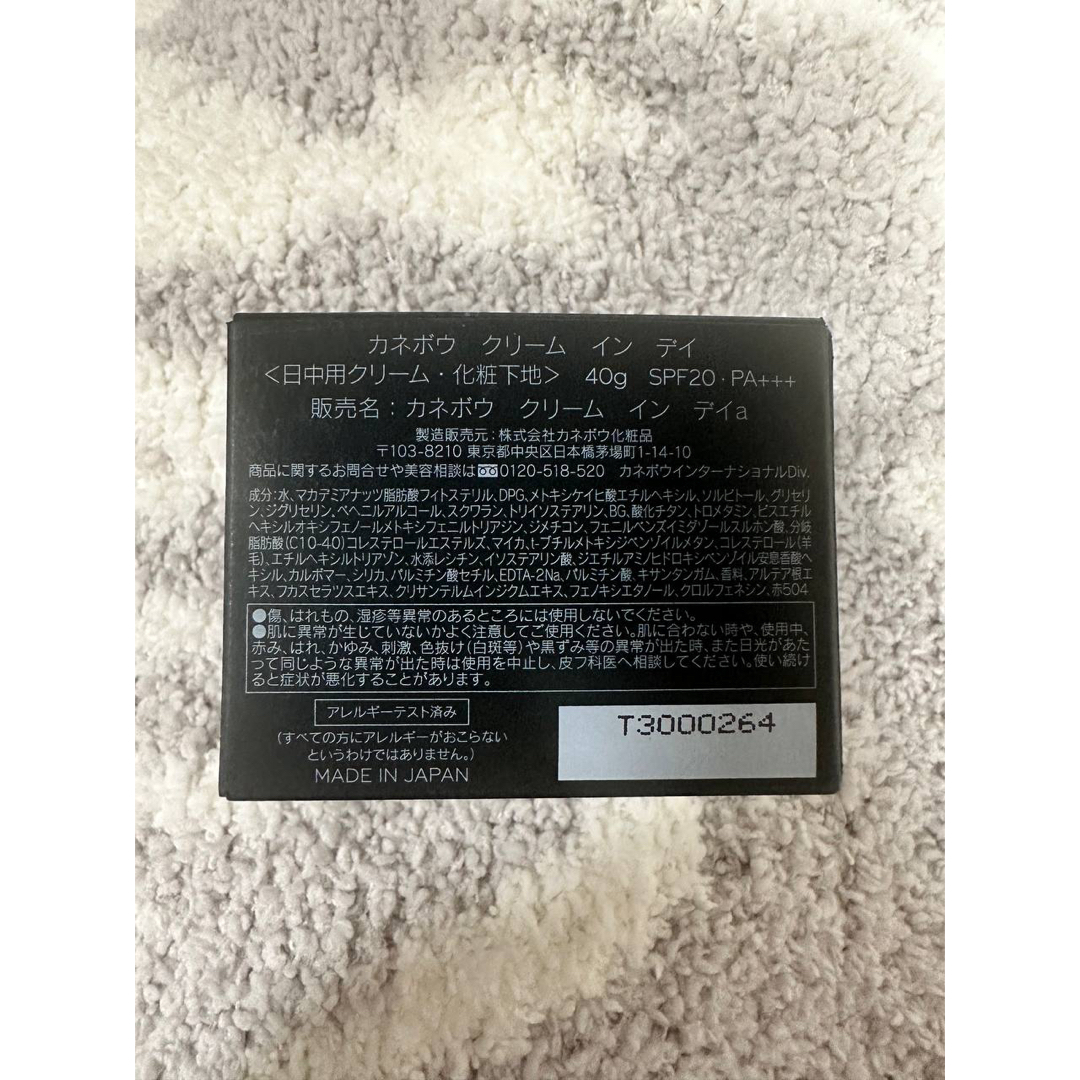 カネボウ クリーム イン デイ
＜日中用クリーム・化粧下地＞ 40g SPF20・PA+++
販売名：カネボウ クリーム イン デイa
製造販売元：株式会社カネボウ化粧品
〒103-8210 東京都中央区日本橋茅場町1-14-10
商品に関するお問合せや美容相談は0120-518-520 カネボウインターナショナルDiv.
成分：水、マカデミアナッツ脂肪酸フィトステリル、DPG、メトキシケイヒ酸エチルヘキシル、ソルビトール、グリセリ
ン、ジグリセリン、ベヘニルアルコール、スクワラン、トリイソステアリン、BG、酸化チタン、トロメタミン、ビスエチル
ヘキシルオキシフェノールメトキシフェニルトリアジン、ジメチコン、フェニルベンズイミダゾールスルホン酸、分岐
脂肪酸(C10-40)コレステロールエステルズ、マイカ、t-ブチルメトキシジベンゾイルメタン、コレステロール(羊
毛)、エチルヘキシルトリアゾン、水添レシチン、イソステアリン酸、ジエチルアミノヒドロキシベンゾイル安息香酸ヘ
キシル、カルボマー、シリカ、パルミチン酸セチル、EDTA-2Na、パルミチン酸、キサンタンガム、香料、アルテア根エ
キス、フカスセラツスエキス、クリサンテルムインジクムエキス、フェノキシエタノール、クロルフェネシン、赤504
●傷、はれもの、湿疹等異常のあるところには使用しないでください。
●肌に異常が生じていないかよく注意してご使用ください。肌に合わない時や、使用中、
赤み、はれ、かゆみ、刺激、色抜け(白斑等)や黒ずみ等の異常が出た時、また日光があた
って同じような異常が出た時は使用を中止し、皮フ科医へ相談してください。使い続け
ると症状が悪化することがあります。
アレルギーテスト済み
(すべての方にアレルギーがおこらない
というわけではありません。)
MADE IN JAPAN
T3000264